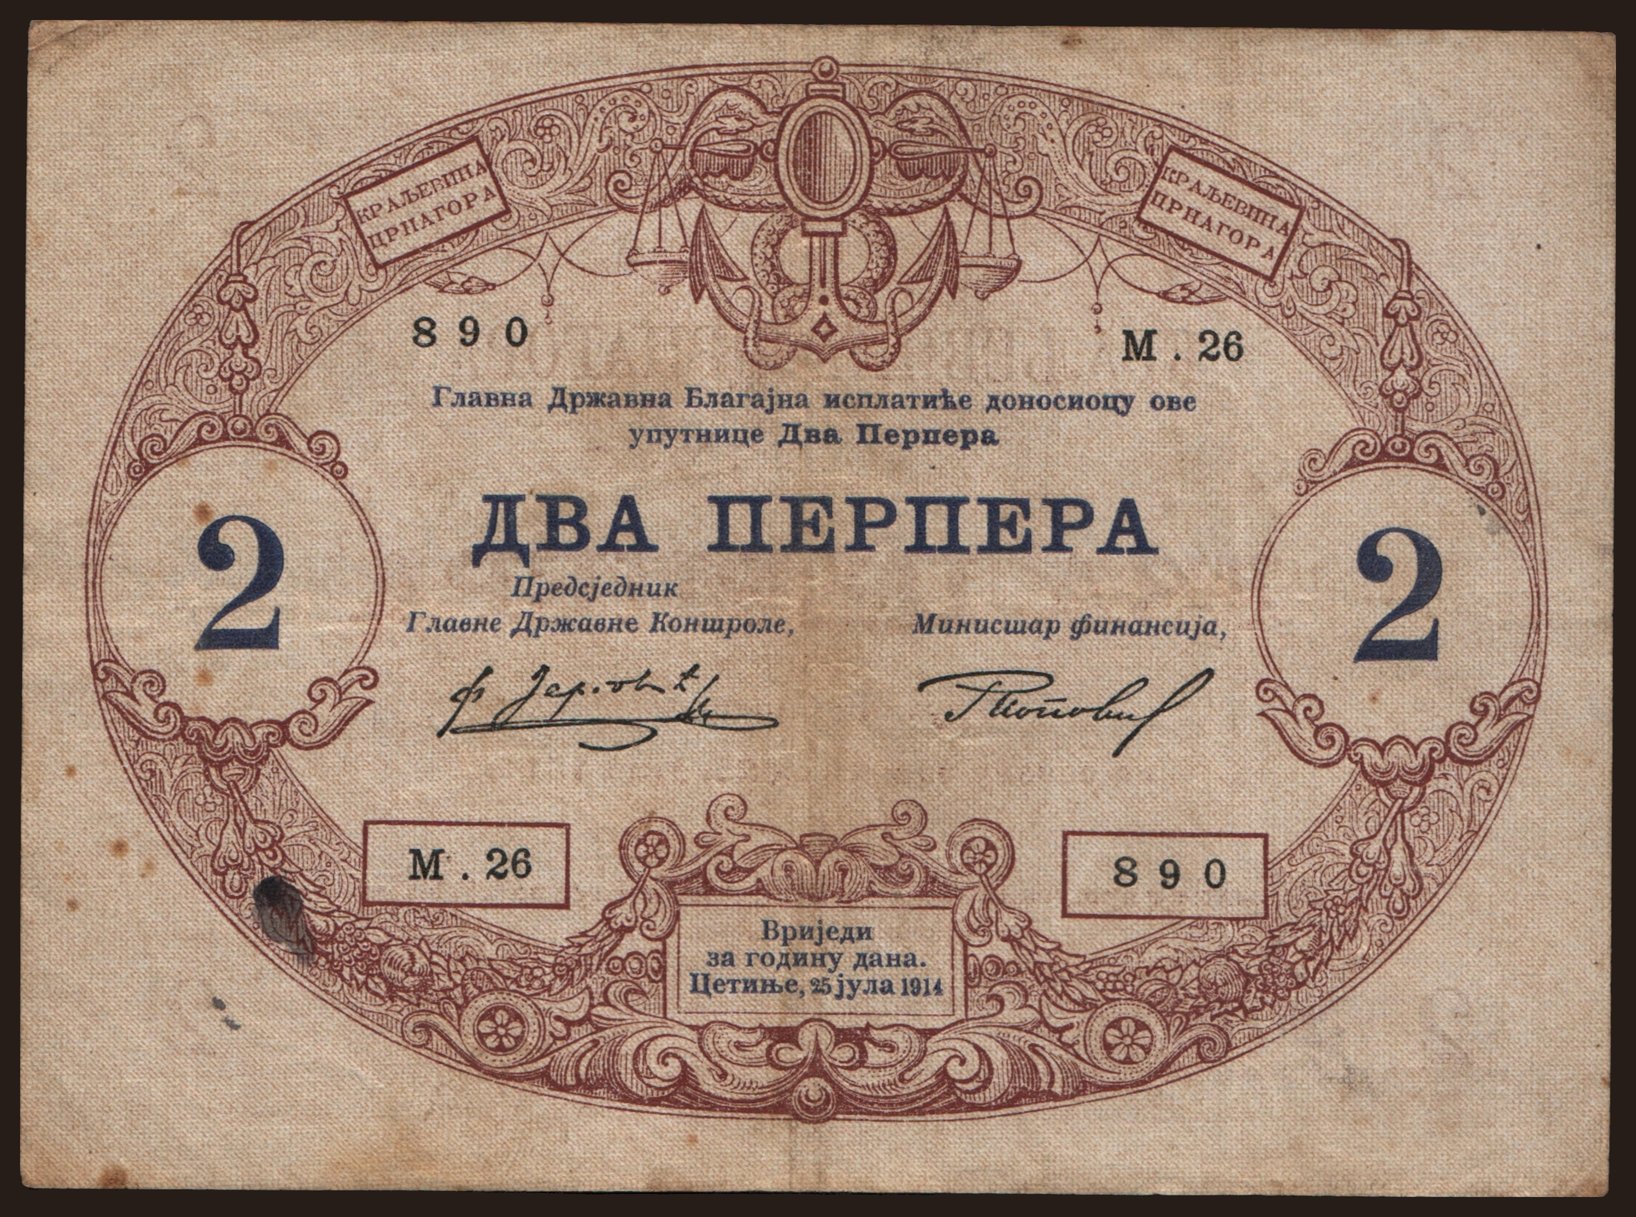 КРАЉЕВИНА
ЦРНАГОРА
КРАЉЕВИНА
ЦРНАГОРА
890
М.26
Главна Државна Благајна исплатиће доносиоцу ове
упутнице Два Перпера
ДВА ПЕРПЕРА
2
2
Предсједник
Главне Државне Контроле,
Министар финансија,
М.26
890
Вриједи
за годину дана.
Цетиње, 25 јула 1914